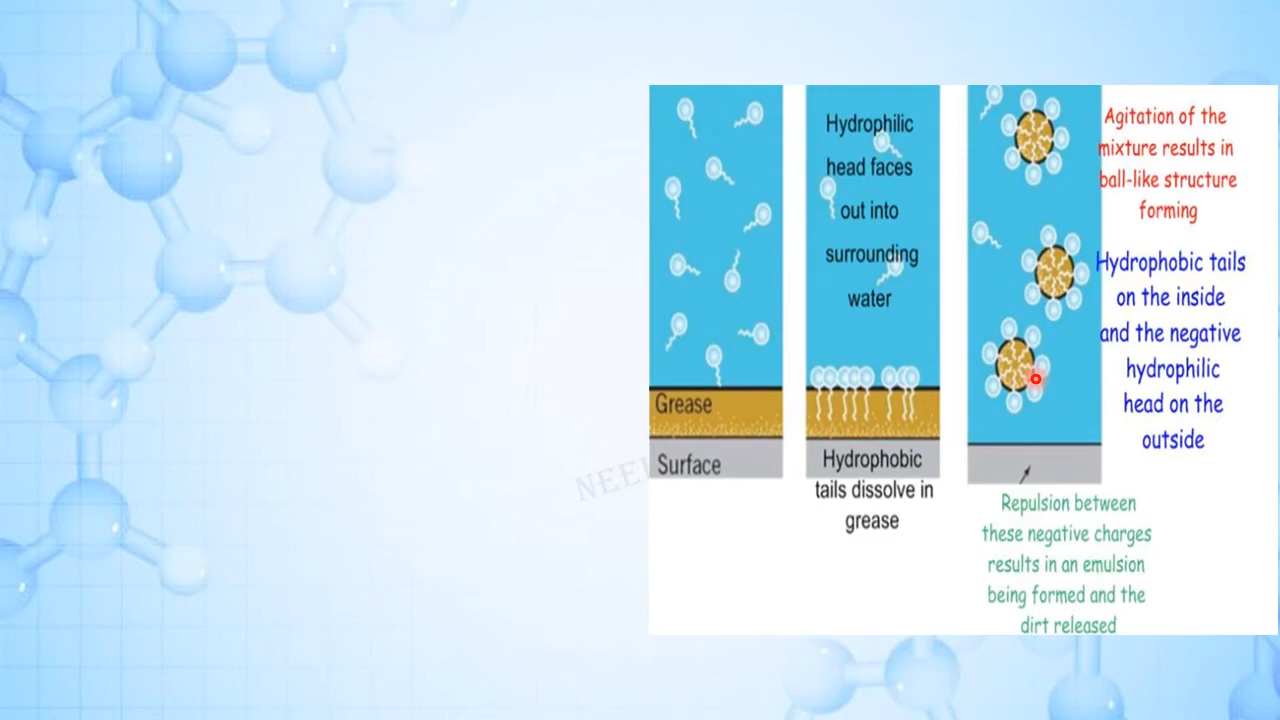 Grease
Surface
Hydrophilic
head faces
out into
surrounding
water
Hydrophobic
tails dissolve in
grease
Agitation of the
mixture results in
ball-like structure
forming
Hydrophobic tails
on the inside
and the negative
hydrophilic
head on the
outside
Repulsion between
these negative charges
results in an emulsion
being formed and the
dirt released